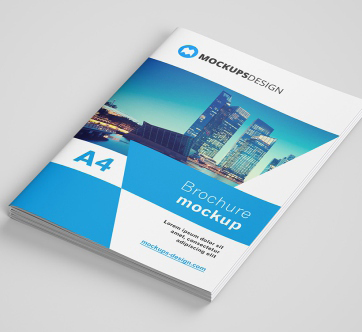 MOCKUPSDESIGN
A4
Brochure
mockup
Lorem ipsum dolor sit
amet, consectetur
adipiscing elit
mockups-design.com